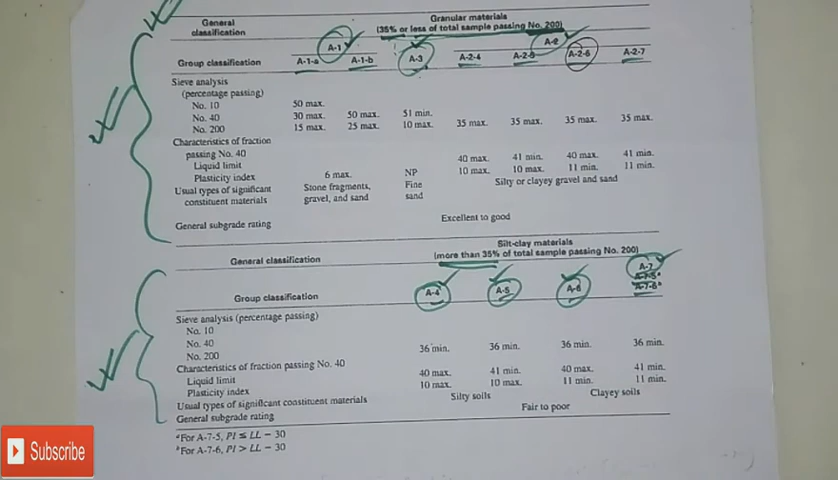 General classification
Granular materials
(35% or less of total sample passing No. 200)
A-1
A-2
Group classification A-1-a A-1-b A-3 A-2-4 A-2-5 A-2-6 A-2-7
Sieve analysis
(percentage passing)
No. 10 50 max.
No. 40 30 max. 50 max. 51 min.
No. 200 15 max. 25 max. 10 max. 35 max. 35 max. 35 max. 35 max.
Characteristics of fraction
passing No. 40
Liquid limit 40 max. 41 min. 40 max. 41 min.
Plasticity index 6 max. NP 10 max. 10 max. 11 min. 11 min.
Usual types of significant Stone fragments, Fine Silty or clayey gravel and sand
constituent materials gravel, and sand sand
General subgrade rating Excellent to good
Silt-clay materials
General classification (more than 35% of total sample passing No. 200)
A-7
A-7-5ᵃ
Group classification A-4 A-5 A-6 A-7-6ᵇ
Sieve analysis (percentage passing)
No. 10
No. 40
No. 200 36 min. 36 min. 36 min. 36 min.
Characteristics of fraction passing No. 40
Liquid limit 40 max. 41 min. 40 max. 41 min.
Plasticity index 10 max. 10 max. 11 min. 11 min.
Usual types of significant constituent materials Silty soils Clayey soils
General subgrade rating Fair to poor
ᵃFor A-7-5, PI ≤ LL − 30
ᵇFor A-7-6, PI > LL − 30
Subscribe